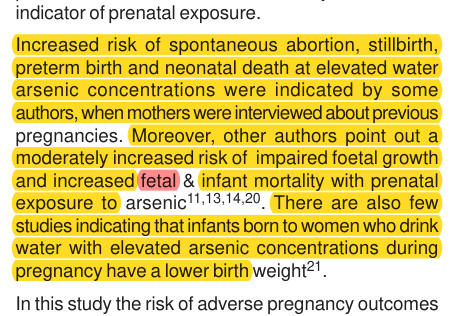 indicator of prenatal exposure.
Increased risk of spontaneous abortion, stillbirth,
preterm birth and neonatal death at elevated water
arsenic concentrations were indicated by some
authors, when mothers were interviewed about previous
pregnancies. Moreover, other authors point out a
moderately increased risk of impaired foetal growth
and increased fetal & infant mortality with prenatal
exposure to arsenic11,13,14,20. There are also few
studies indicating that infants born to women who drink
water with elevated arsenic concentrations during
pregnancy have a lower birth weight21.
In this study the risk of adverse pregnancy outcomes